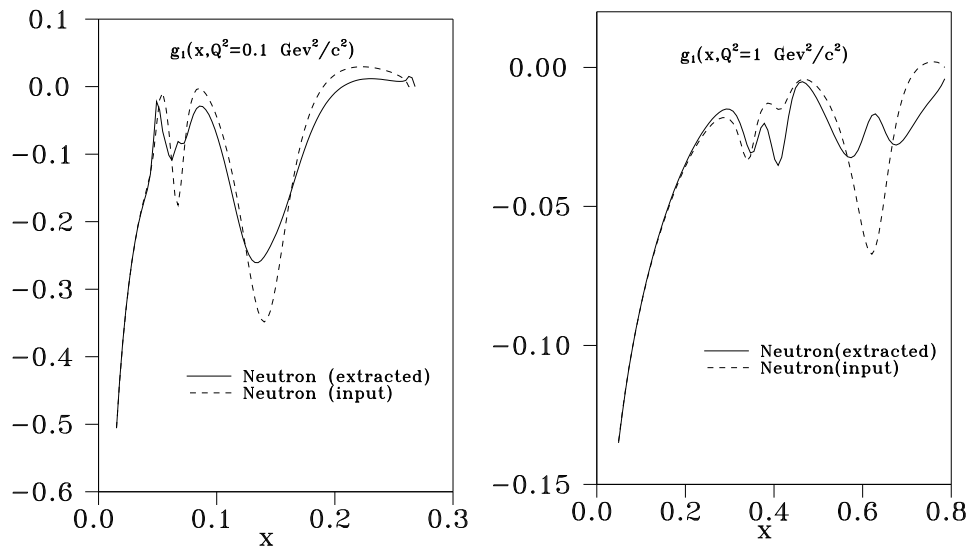 g₁(x,Q²=0.1 Gev²/c²)
0.1
0.0
−0.1
−0.2
−0.3
−0.4
−0.5
−0.6
Neutron (extracted)
Neutron (input)
0.0 0.1 0.2 0.3
x
g₁(x,Q²=1 Gev²/c²)
0.00
−0.05
−0.10
−0.15
Neutron(extracted)
Neutron(input)
0.0 0.2 0.4 0.6 0.8
x